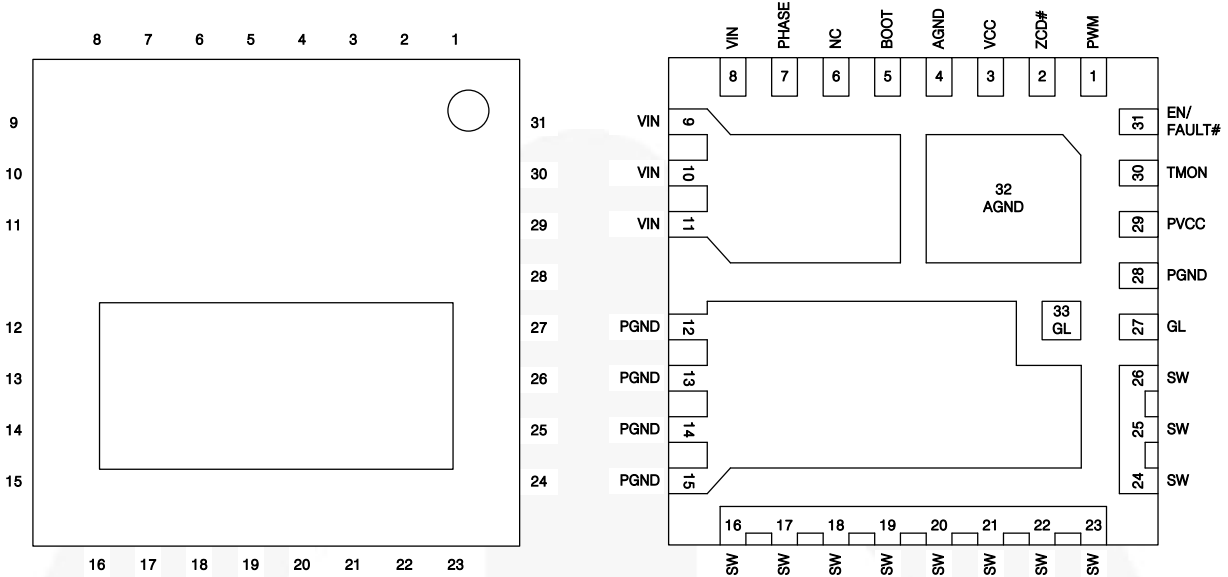 8 7 6 5 4 3 2 1
9
10
11
12
13
14
15
31
30
29
28
27
26
25
24
16 17 18 19 20 21 22 23
VIN PHASE NC BOOT AGND VCC ZCD# PWM
8 7 6 5 4 3 2 1
VIN 9
VIN 10
VIN 11
PGND 12
PGND 13
PGND 14
PGND 15
32
AGND
33
GL
31 EN/
FAULT#
30 TMON
29 PVCC
28 PGND
27 GL
26 SW
25 SW
24 SW
16 17 18 19 20 21 22 23
SW SW SW SW SW SW SW SW